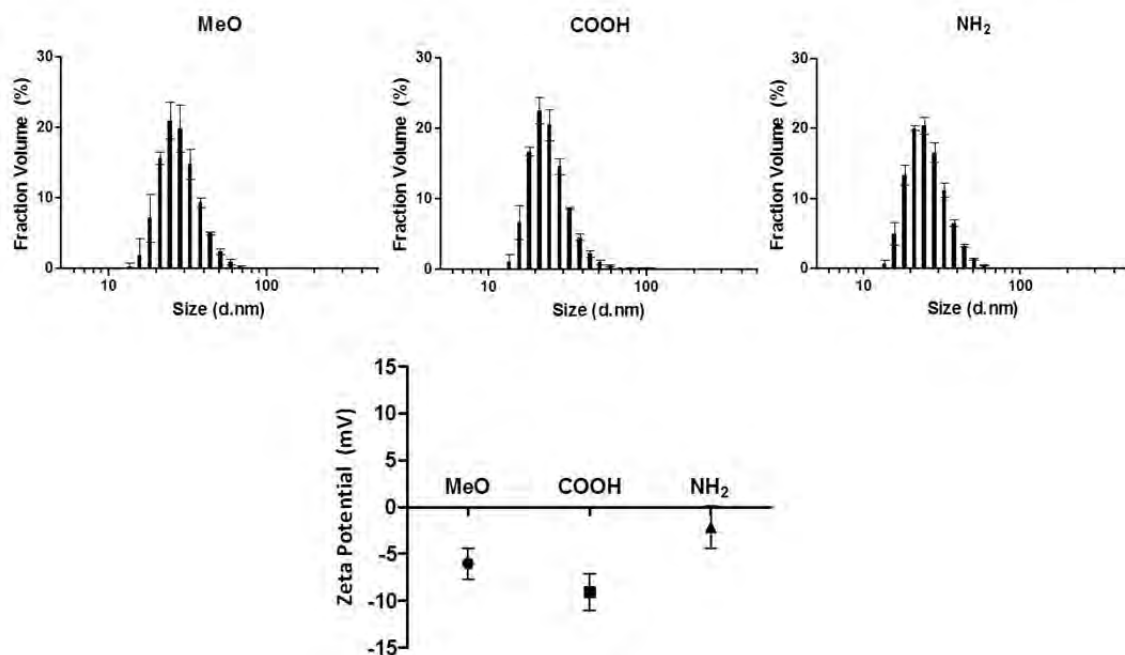 MeO
Fraction Volume (%)
30
20
10
0
10
100
Size (d.nm)
COOH
Fraction Volume (%)
30
20
10
0
10
100
Size (d.nm)
NH₂
Fraction Volume (%)
30
20
10
0
10
100
Size (d.nm)
Zeta Potential (mV)
15
10
5
0
-5
-10
-15
MeO
COOH
NH₂